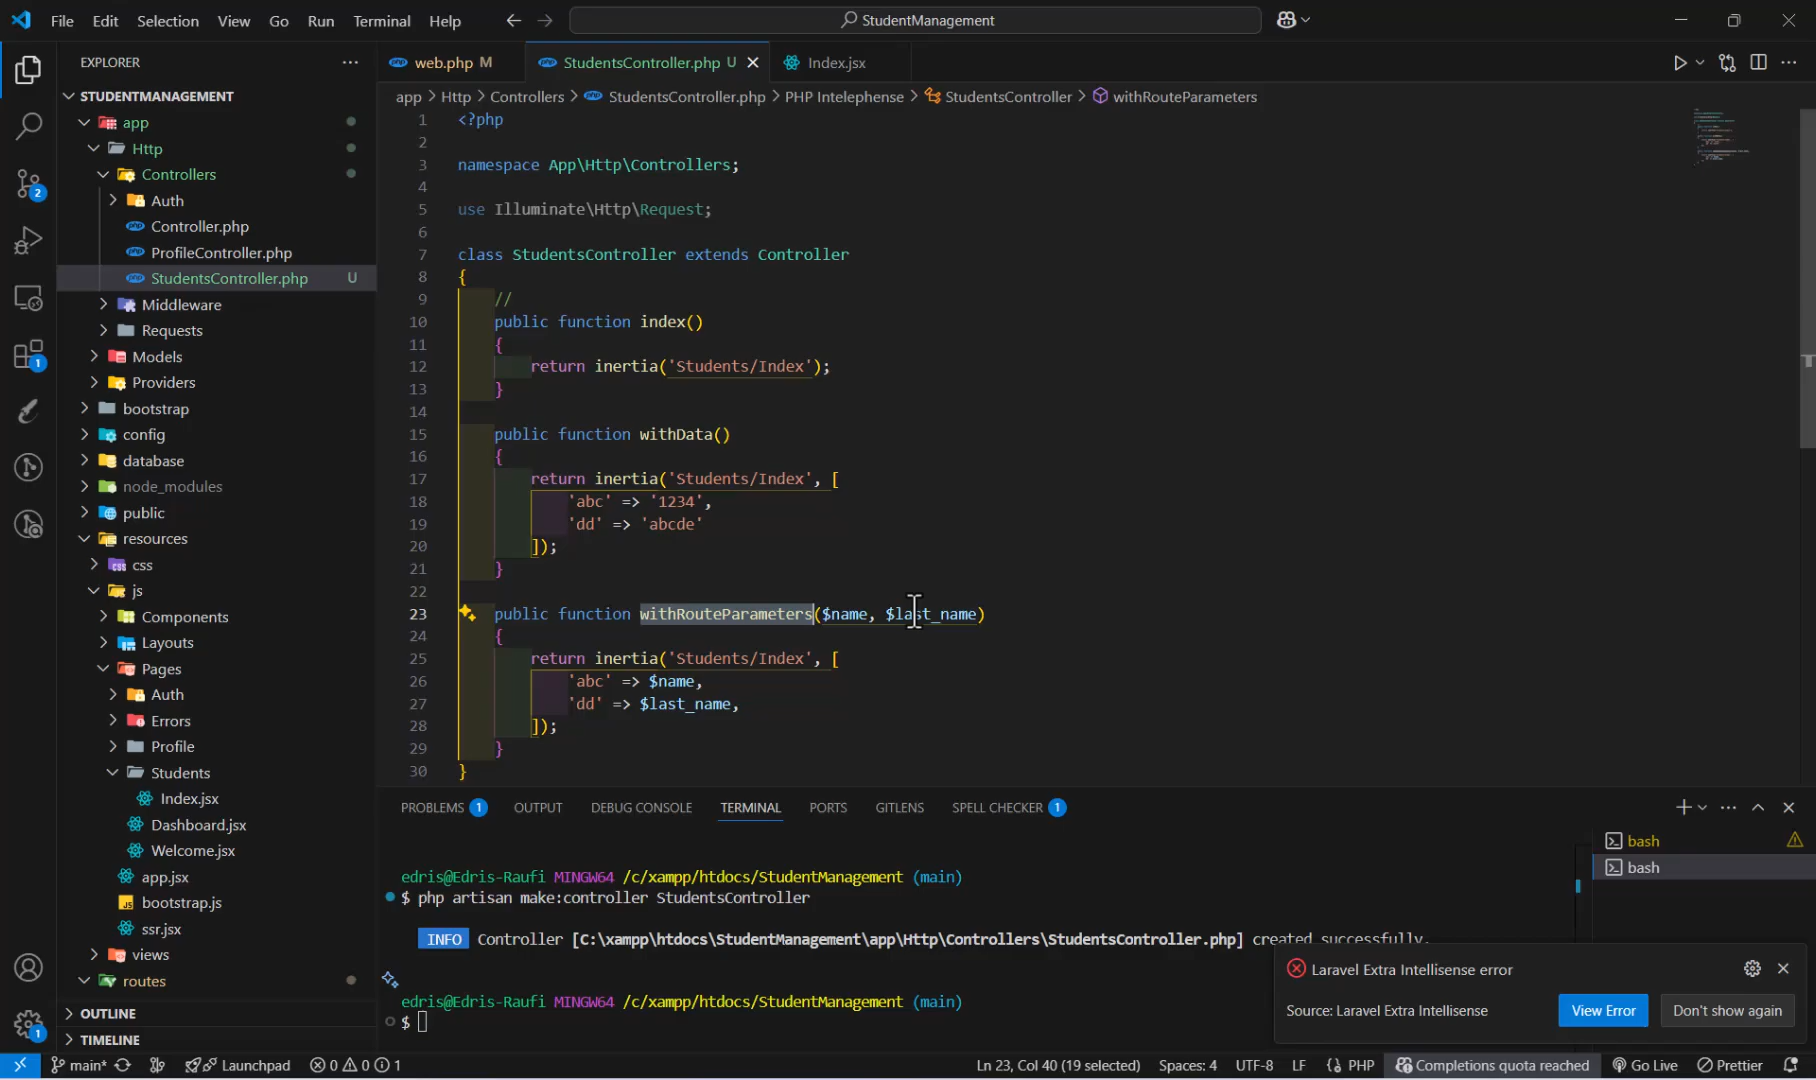 File Edit Selection View Go Run Terminal Help
StudentManagement
EXPLORER
STUDENTMANAGEMENT
app
Http
Controllers
Auth
Controller.php
ProfileController.php
StudentsController.php U
Middleware
Requests
Models
Providers
bootstrap
config
database
node_modules
public
resources
css
js
Components
Layouts
Pages
Auth
Errors
Profile
Students
Index.jsx
Dashboard.jsx
Welcome.jsx
app.jsx
bootstrap.js
ssr.jsx
views
routes
OUTLINE
TIMELINE
2
1
1
web.php M
StudentsController.php U
Index.jsx
app > Http > Controllers > StudentsController.php > PHP Intelephense > StudentsController > withRouteParameters
1 <?php
2
3 namespace App\Http\Controllers;
4
5 use Illuminate\Http\Request;
6
7 class StudentsController extends Controller
8 {
9 //
10 public function index()
11 {
12 return inertia('Students/Index');
13 }
14
15 public function withData()
16 {
17 return inertia('Students/Index', [
18 'abc' => '1234',
19 'dd' => 'abcde'
20 ]);
21 }
22
23 public function withRouteParameters($name, $last_name)
24 {
25 return inertia('Students/Index', [
26 'abc' => $name,
27 'dd' => $last_name,
28 ]);
29 }
30 }
PROBLEMS 1 OUTPUT DEBUG CONSOLE TERMINAL PORTS GITLENS SPELL CHECKER 1
edris@Edris-Raufi MINGW64 /c/xampp/htdocs/StudentManagement (main)
$ php artisan make:controller StudentsController
INFO Controller [C:\xampp\htdocs\StudentManagement\app\Http\Controllers\StudentsController.php] created successfully.
edris@Edris-Raufi MINGW64 /c/xampp/htdocs/StudentManagement (main)
$
bash
bash
Laravel Extra Intellisense error
Source: Laravel Extra Intellisense
View Error
Don't show again
main* Launchpad 0 0 1 Ln 23, Col 40 (19 selected) Spaces: 4 UTF-8 LF {} PHP Completions quota reached Go Live Prettier